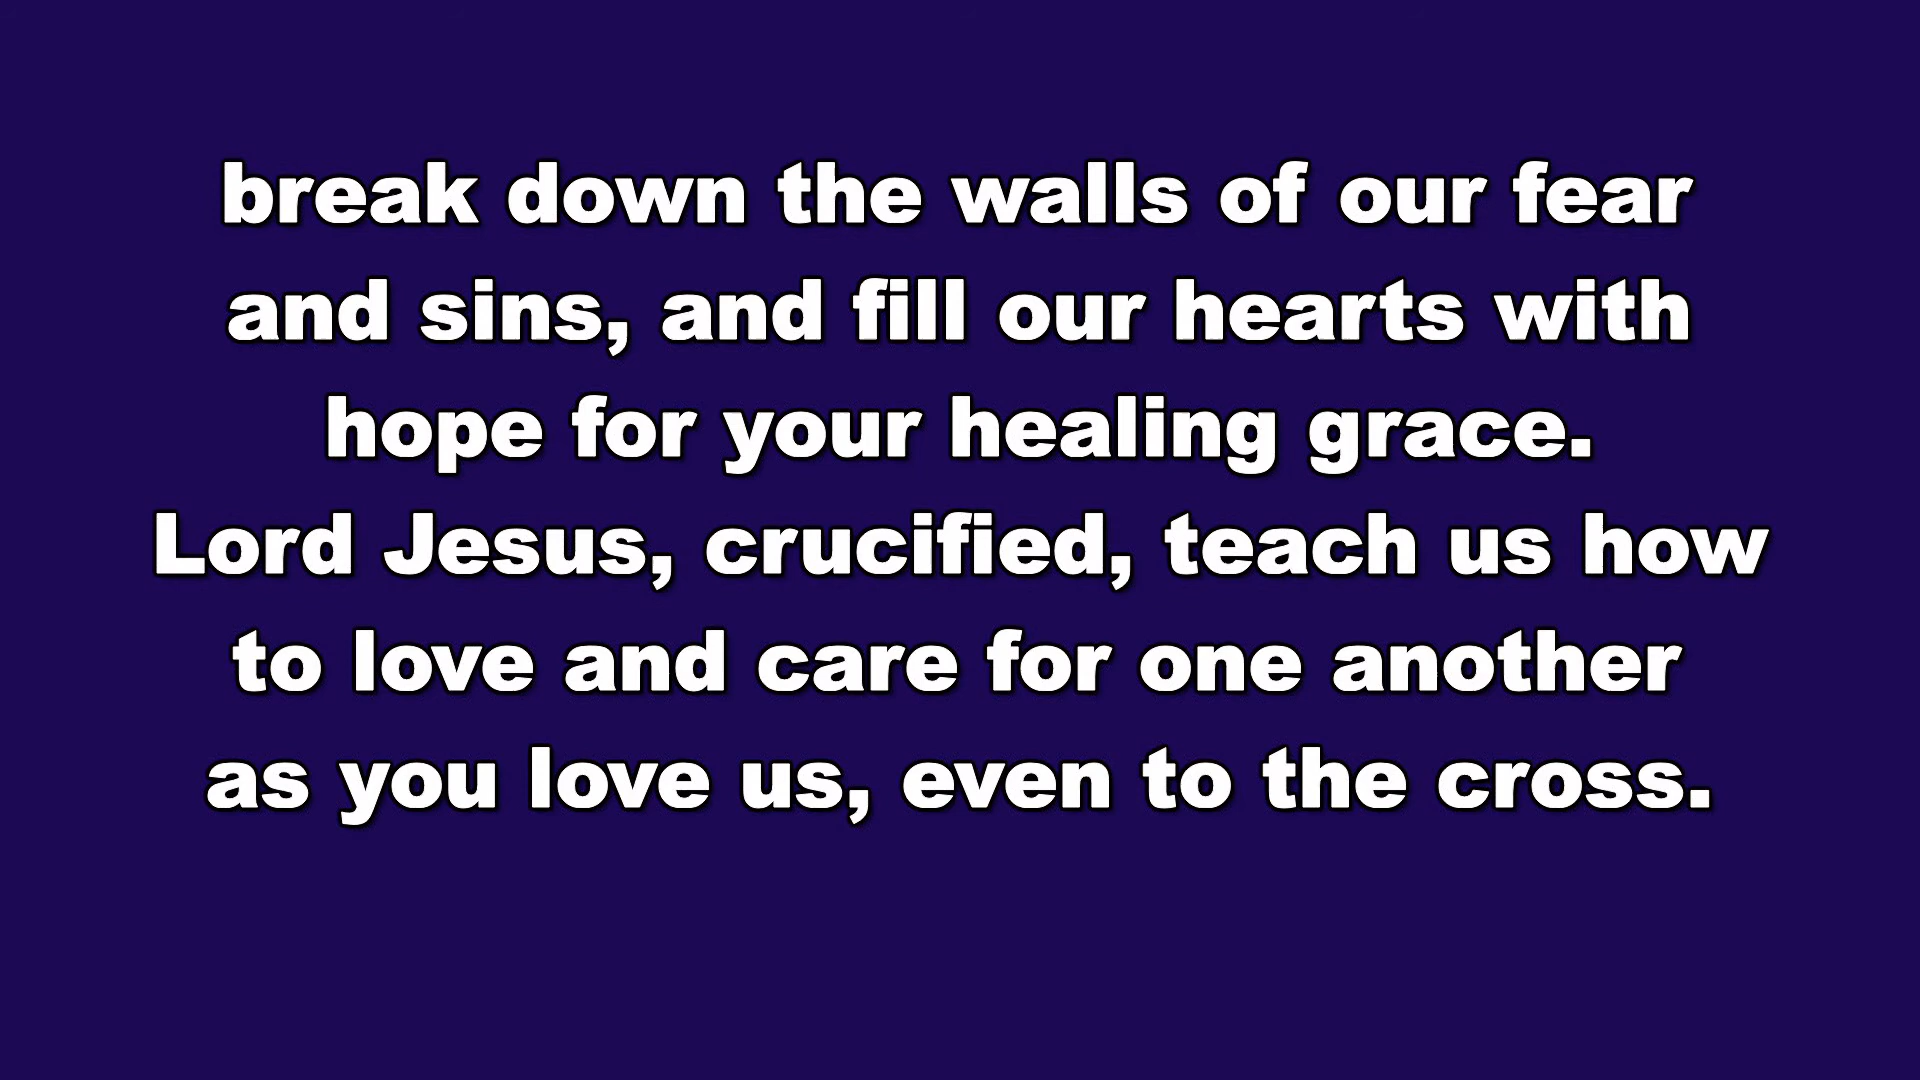 break down the walls of our fear
and sins, and fill our hearts with
hope for your healing grace.
Lord Jesus, crucified, teach us how
to love and care for one another
as you love us, even to the cross.